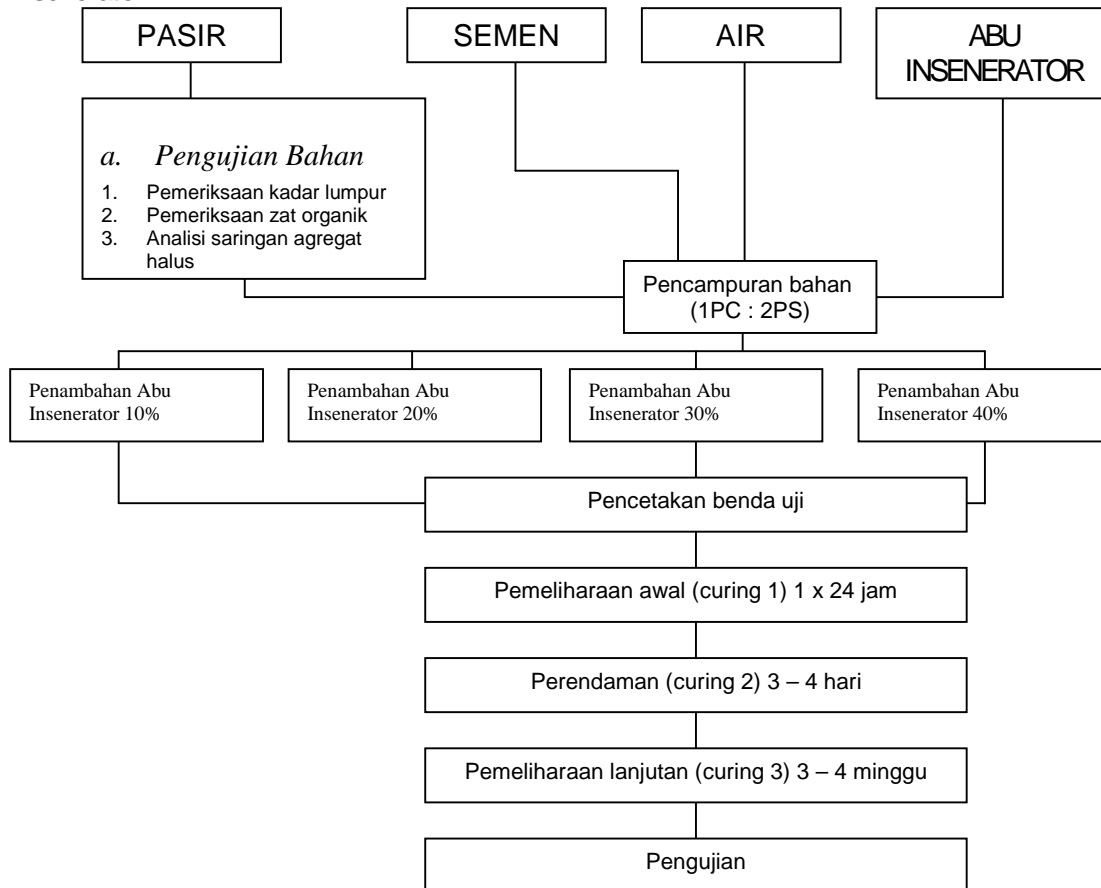 PASIR
SEMEN
AIR
ABU
INSENERATOR
a. Pengujian Bahan
1. Pemeriksaan kadar lumpur
2. Pemeriksaan zat organik
3. Analisi saringan agregat
halus
Pencampuran bahan
(1PC : 2PS)
Penambahan Abu
Insenerator 10%
Penambahan Abu
Insenerator 20%
Penambahan Abu
Insenerator 30%
Penambahan Abu
Insenerator 40%
Pencetakan benda uji
Pemeliharaan awal (curing 1) 1 x 24 jam
Perendaman (curing 2) 3 – 4 hari
Pemeliharaan lanjutan (curing 3) 3 – 4 minggu
Pengujian